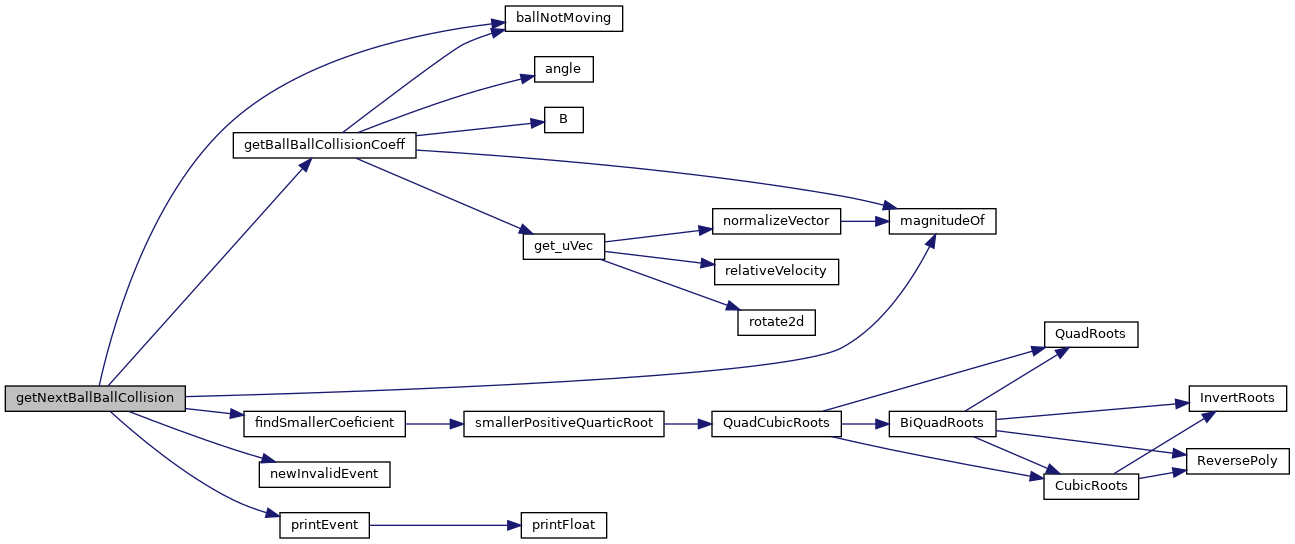 ballNotMoving
angle
B
getBallBallCollisionCoeff
normalizeVector
magnitudeOf
get_uVec
relativeVelocity
rotate2d
QuadRoots
getNextBallBallCollision
InvertRoots
findSmallerCoeficient
smallerPositiveQuarticRoot
QuadCubicRoots
BiQuadRoots
ReversePoly
newInvalidEvent
CubicRoots
printEvent
printFloat